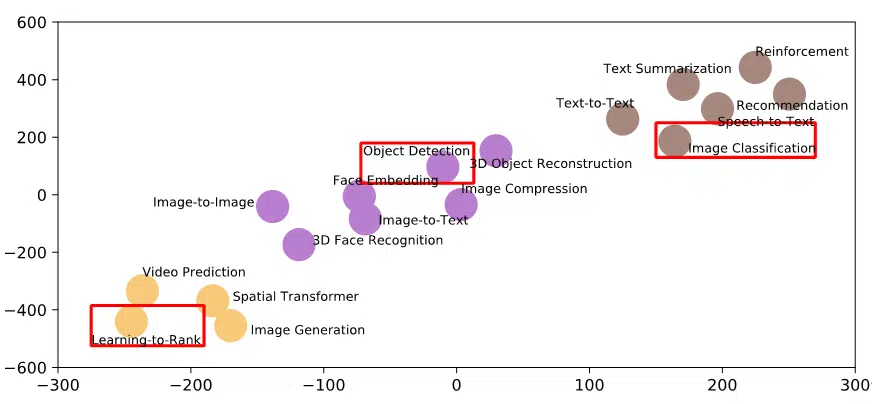 600
Reinforcement
Text Summarization
400
Text-to-Text
Recommendation
Speech-to-Text
200
Object Detection
Image Classification
3D Object Reconstruction
Face Embedding
Image Compression
0
Image-to-Image
Image-to-Text
3D Face Recognition
−200
Video Prediction
Spatial Transformer
−400
Image Generation
Learning-to-Rank
−600
−300 −200 −100 0 100 200 300